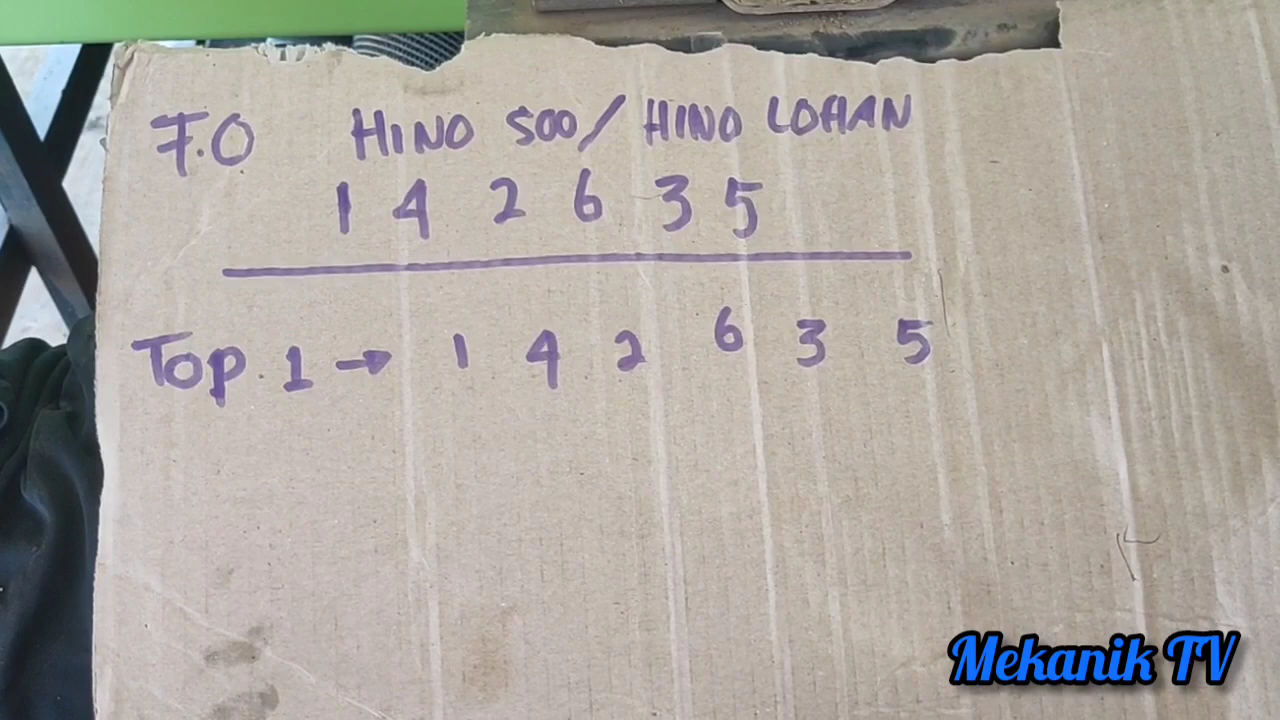 F.O HINO 500/ HINO LOHAN
1 4 2 6 3 5
Top 1 → 1 4 2 6 3 5
Mekanik TV